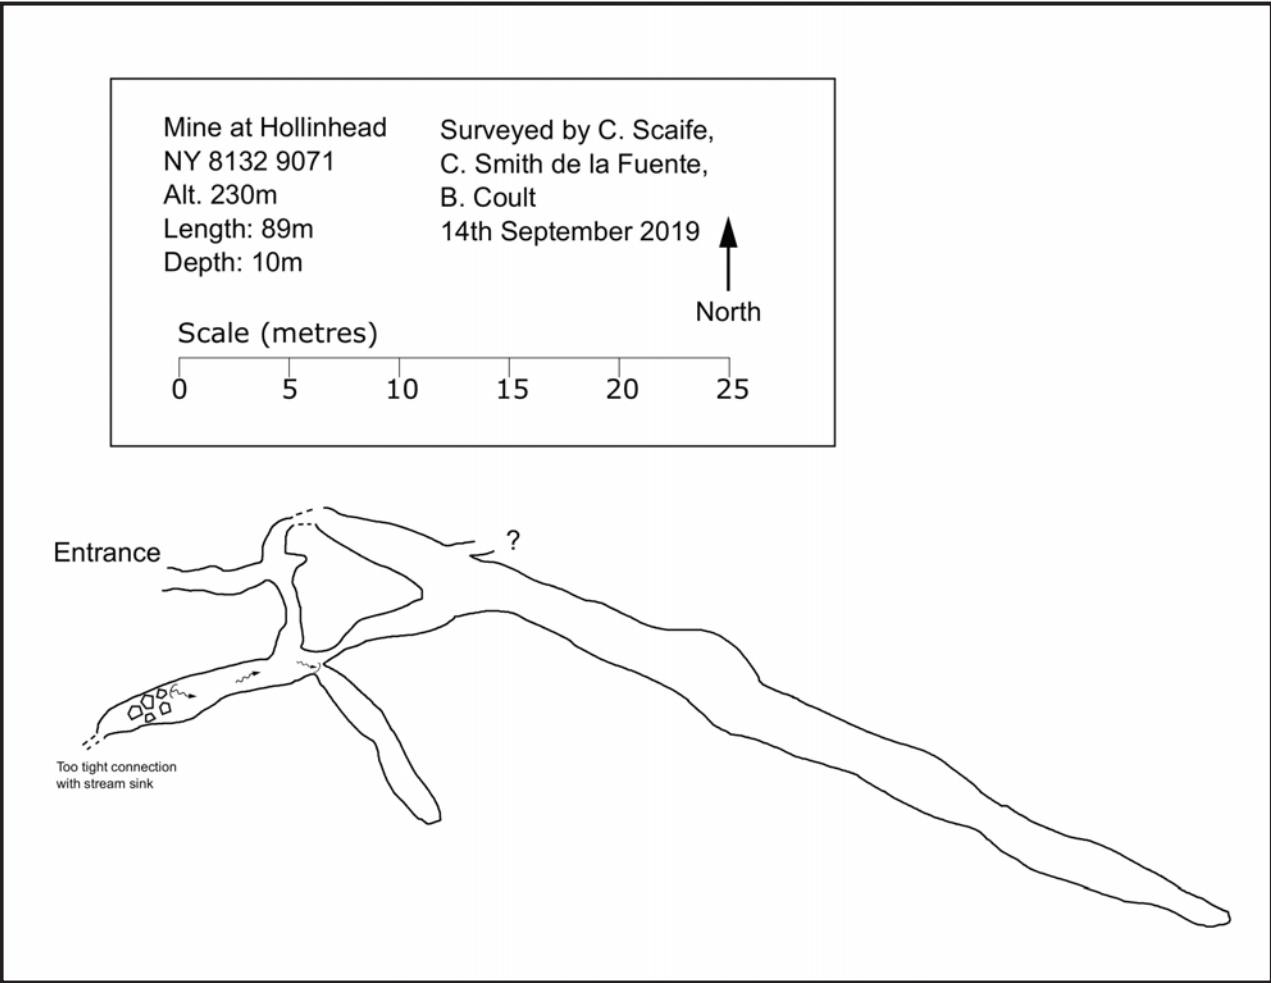 Mine at Hollinhead
NY 8132 9071
Alt. 230m
Length: 89m
Depth: 10m
Surveyed by C. Scaife,
C. Smith de la Fuente,
B. Coult
14th September 2019
North
Scale (metres)
0 5 10 15 20 25
Entrance
?
Too tight connection
with stream sink